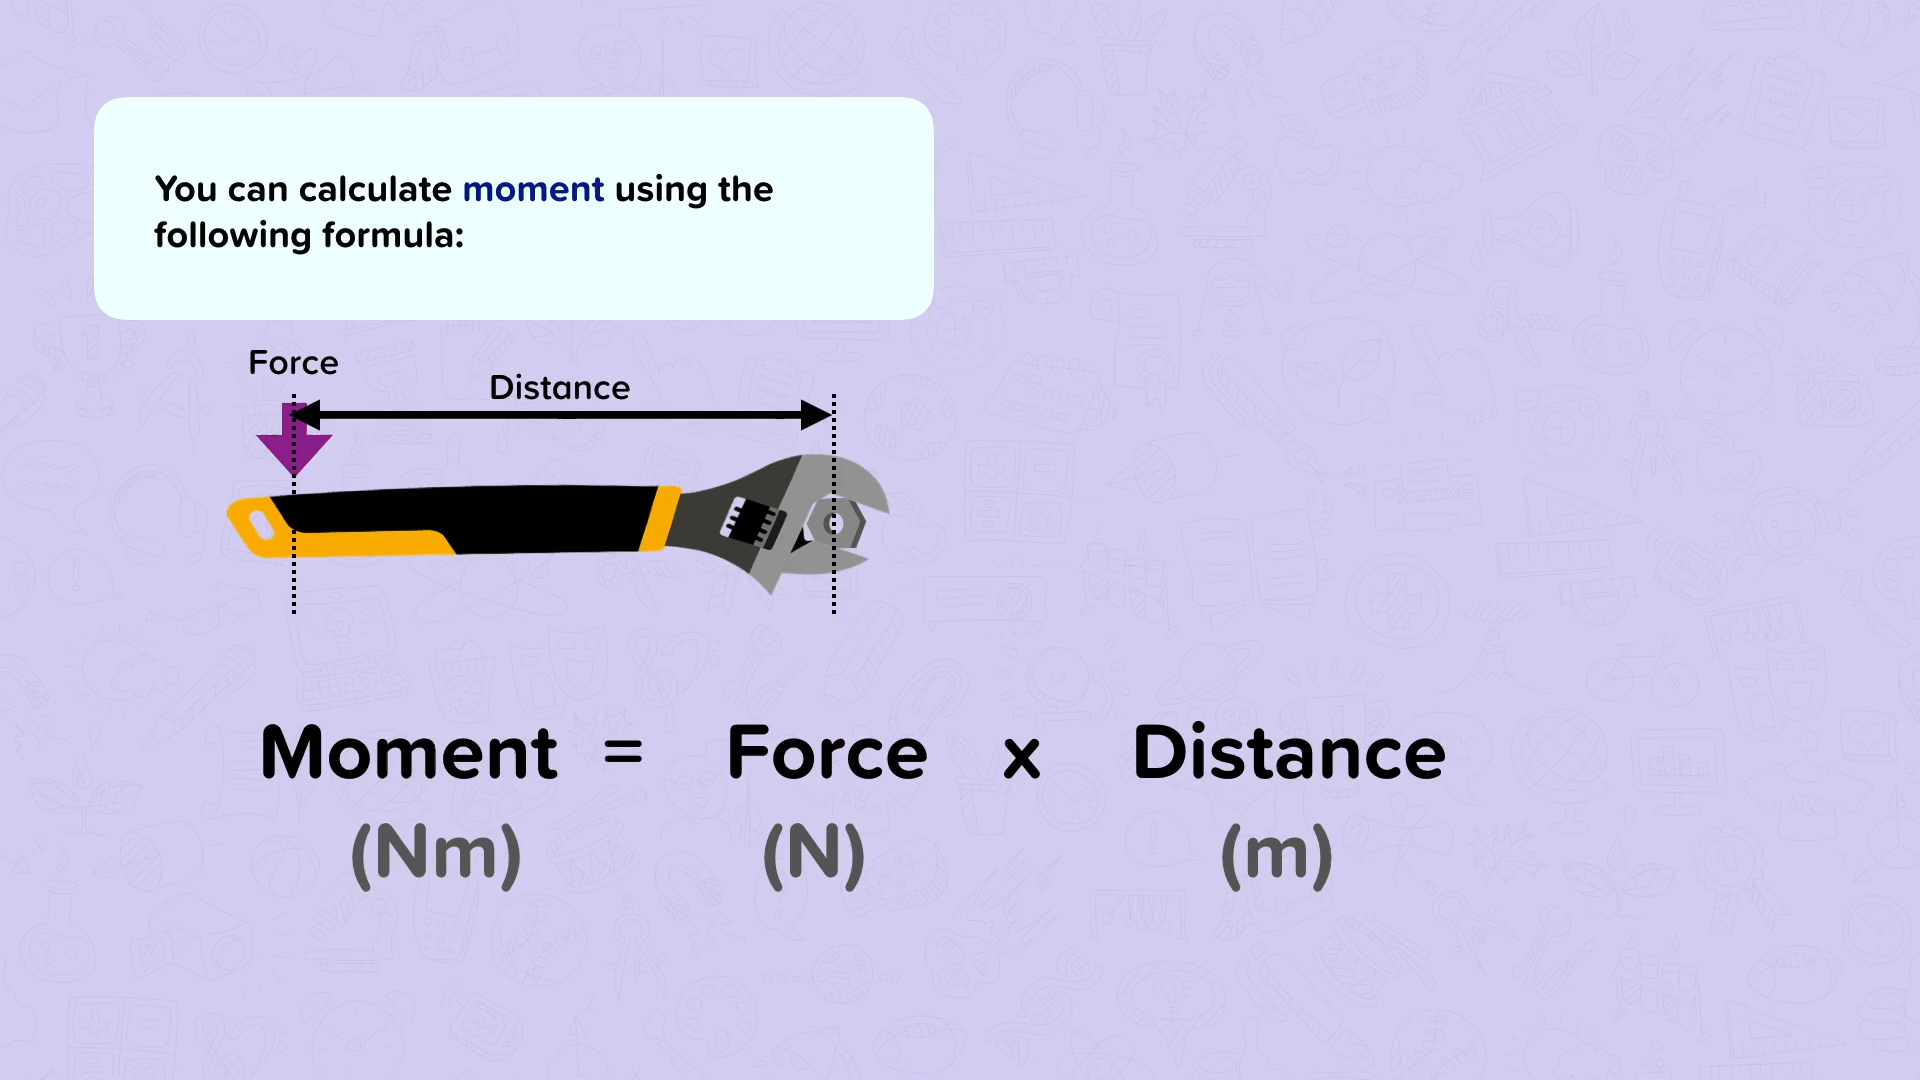 You can calculate moment using the
following formula:
Force
Distance
Moment = Force x Distance
(Nm) (N) (m)